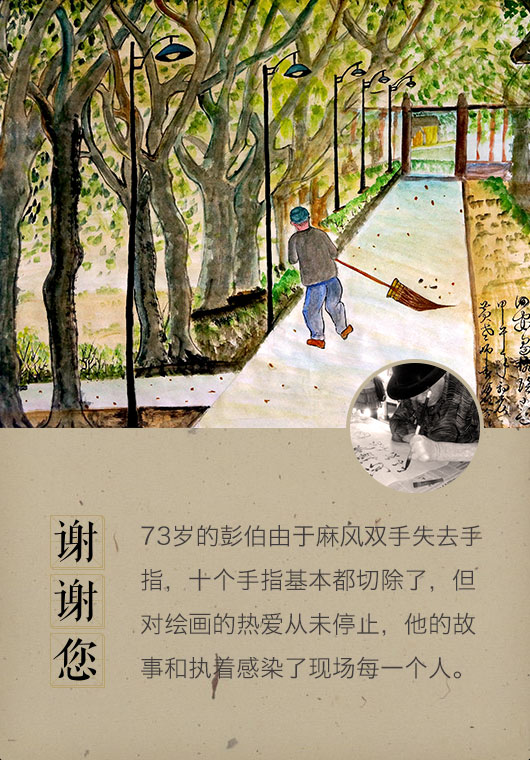 谢谢您
73岁的彭伯由于麻风双手失去手
指，十个手指基本都切除了，但
对绘画的热爱从未停止，他的故
事和执着感染了现场每一个人。